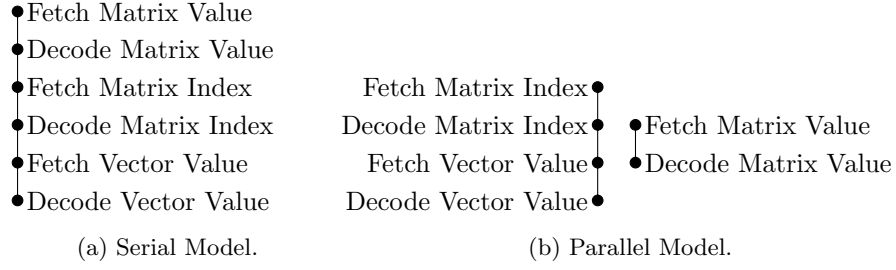 Fetch Matrix Value
Decode Matrix Value
Fetch Matrix Index
Decode Matrix Index
Fetch Vector Value
Decode Vector Value
(a) Serial Model.
Fetch Matrix Index
Decode Matrix Index
Fetch Vector Value
Decode Vector Value
Fetch Matrix Value
Decode Matrix Value
(b) Parallel Model.